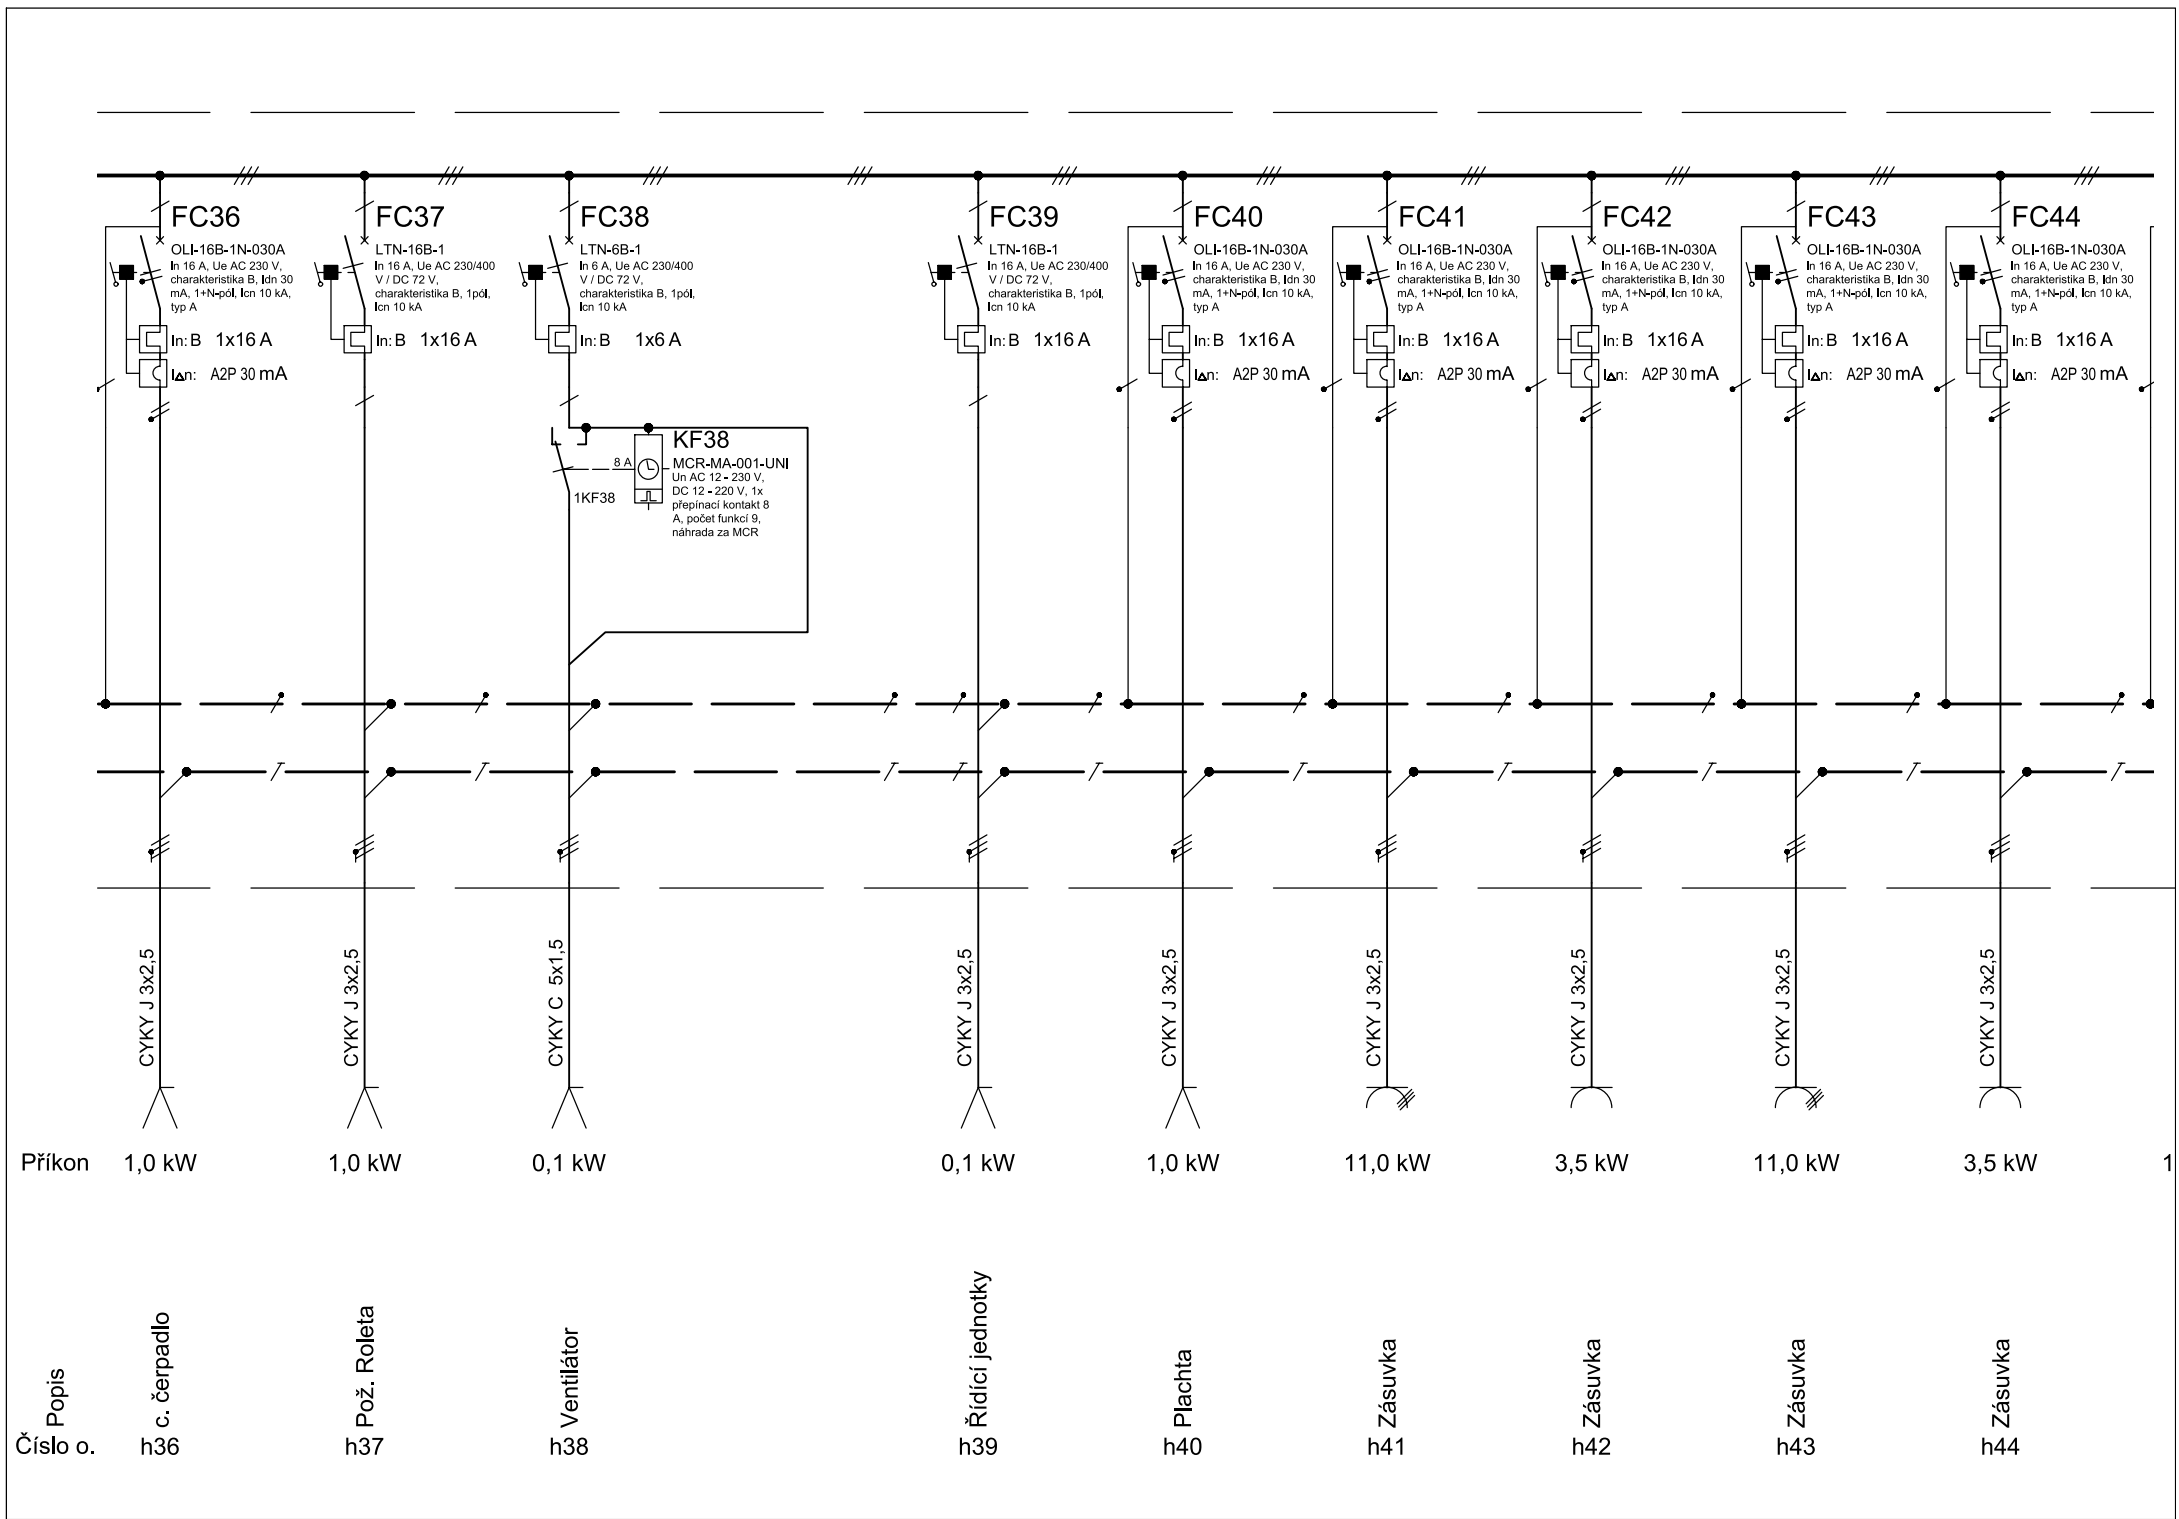 FC36
OLI-16B-1N-030A
In 16 A, Ue AC 230 V,
charakteristika B, Idn 30
mA, 1+N-pól, Icn 10 kA,
typ A
In: B 1x16 A
IΔn: A2P 30 mA
FC37
LTN-16B-1
In 16 A, Ue AC 230/400
V / DC 72 V,
charakteristika B, 1pól,
Icn 10 kA
In: B 1x16 A
FC38
LTN-6B-1
In 6 A, Ue AC 230/400
V / DC 72 V,
charakteristika B, 1pól,
Icn 10 kA
In: B 1x6 A
KF38
8 A
MCR-MA-001-UNI
Un AC 12 - 230 V,
DC 12 - 220 V, 1x
přepínací kontakt 8
A, počet funkcí 9,
náhrada za MCR
1KF38
FC39
LTN-16B-1
In 16 A, Ue AC 230/400
V / DC 72 V,
charakteristika B, 1pól,
Icn 10 kA
In: B 1x16 A
FC40
OLI-16B-1N-030A
In 16 A, Ue AC 230 V,
charakteristika B, Idn 30
mA, 1+N-pól, Icn 10 kA,
typ A
In: B 1x16 A
IΔn: A2P 30 mA
FC41
OLI-16B-1N-030A
In 16 A, Ue AC 230 V,
charakteristika B, Idn 30
mA, 1+N-pól, Icn 10 kA,
typ A
In: B 1x16 A
IΔn: A2P 30 mA
FC42
OLI-16B-1N-030A
In 16 A, Ue AC 230 V,
charakteristika B, Idn 30
mA, 1+N-pól, Icn 10 kA,
typ A
In: B 1x16 A
IΔn: A2P 30 mA
FC43
OLI-16B-1N-030A
In 16 A, Ue AC 230 V,
charakteristika B, Idn 30
mA, 1+N-pól, Icn 10 kA,
typ A
In: B 1x16 A
IΔn: A2P 30 mA
FC44
OLI-16B-1N-030A
In 16 A, Ue AC 230 V,
charakteristika B, Idn 30
mA, 1+N-pól, Icn 10 kA,
typ A
In: B 1x16 A
IΔn: A2P 30 mA
CYKY J 3x2,5
CYKY J 3x2,5
CYKY C 5x1,5
CYKY J 3x2,5
CYKY J 3x2,5
CYKY J 3x2,5
CYKY J 3x2,5
CYKY J 3x2,5
CYKY J 3x2,5
Příkon 1,0 kW 1,0 kW 0,1 kW 0,1 kW 1,0 kW 11,0 kW 3,5 kW 11,0 kW 3,5 kW 1
Popis
c. čerpadlo
Pož. Roleta
Ventilátor
Řídící jednotky
Plachta
Zásuvka
Zásuvka
Zásuvka
Zásuvka
Číslo o. h36 h37 h38 h39 h40 h41 h42 h43 h44